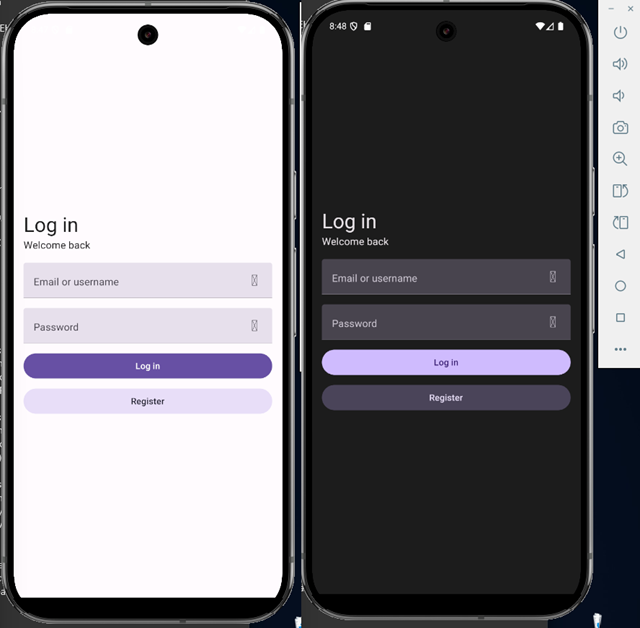 Log in
Welcome back
Email or username
Password
Log in
Register
8:48
Log in
Welcome back
Email or username
Password
Log in
Register